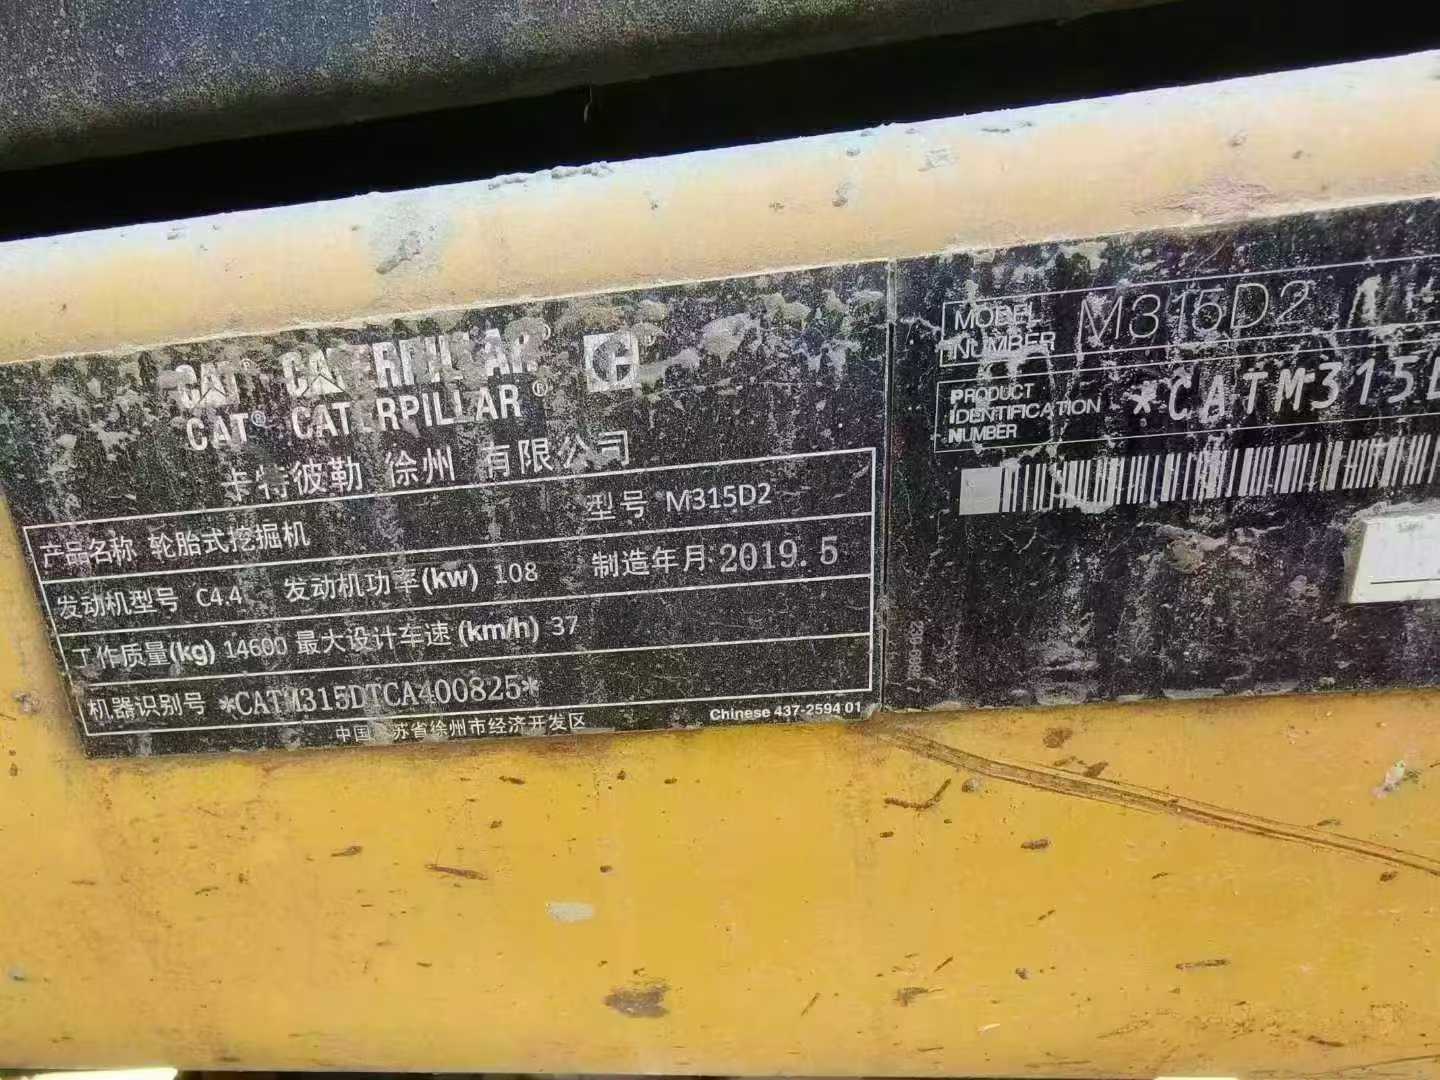 CAT® CATERPILLAR®
CAT® CATERPILLAR®
卡特彼勒 徐州 有限公司
产品名称 轮胎式挖掘机 型号 M315D2
发动机型号 C4.4 发动机功率(kw) 108 制造年月 2019.5
工作质量(kg) 14600 最大设计车速(km/h) 37
机器识别号 *CATM315DTCA400825*
中国 苏省徐州市经济开发区 Chinese 437-2594 01
MODEL NUMBER M315D2
PRODUCT IDENTIFICATION NUMBER *CATM315